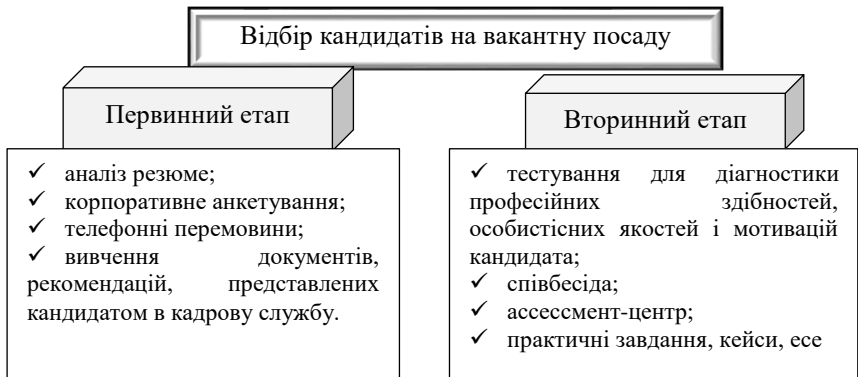 Відбір кандидатів на вакантну посаду
Первинний етап
✓ аналіз резюме;
✓ корпоративне анкетування;
✓ телефонні перемовини;
✓ вивчення документів,
рекомендацій, представлених
кандидатом в кадрову службу.
Вторинний етап
✓ тестування для діагностики
професійних здібностей,
особистісних якостей і мотивацій
кандидата;
✓ співбесіда;
✓ ассессмент-центр;
✓ практичні завдання, кейси, есе